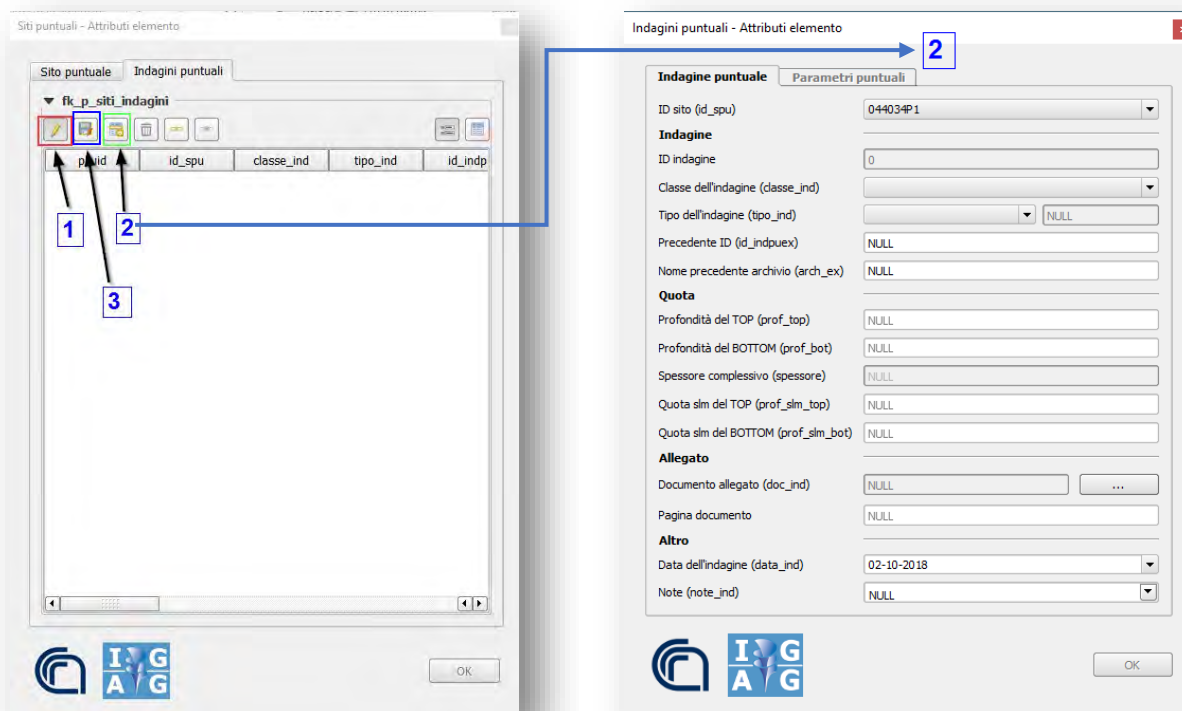 Siti puntuali - Attributi elemento
Sito puntuale
Indagini puntuali
fk_p_siti_indagini
id_spu
classe_ind
tipo_ind
id_indp
1
2
3
OK
I G
A G
Indagini puntuali - Attributi elemento
2
Indagine puntuale
Parametri puntuali
ID sito (id_spu)
044034P1
Indagine
ID indagine
0
Classe dell'indagine (classe_ind)
Tipo dell'indagine (tipo_ind)
NULL
Precedente ID (id_indpuex)
NULL
Nome precedente archivio (arch_ex)
NULL
Quota
Profondità del TOP (prof_top)
NULL
Profondità del BOTTOM (prof_bot)
NULL
Spessore complessivo (spessore)
NULL
Quota slm del TOP (prof_slm_top)
NULL
Quota slm del BOTTOM (prof_slm_bot)
NULL
Allegato
Documento allegato (doc_ind)
NULL
...
Pagina documento
NULL
Altro
Data dell'indagine (data_ind)
02-10-2018
Note (note_ind)
NULL
I G
A G
OK